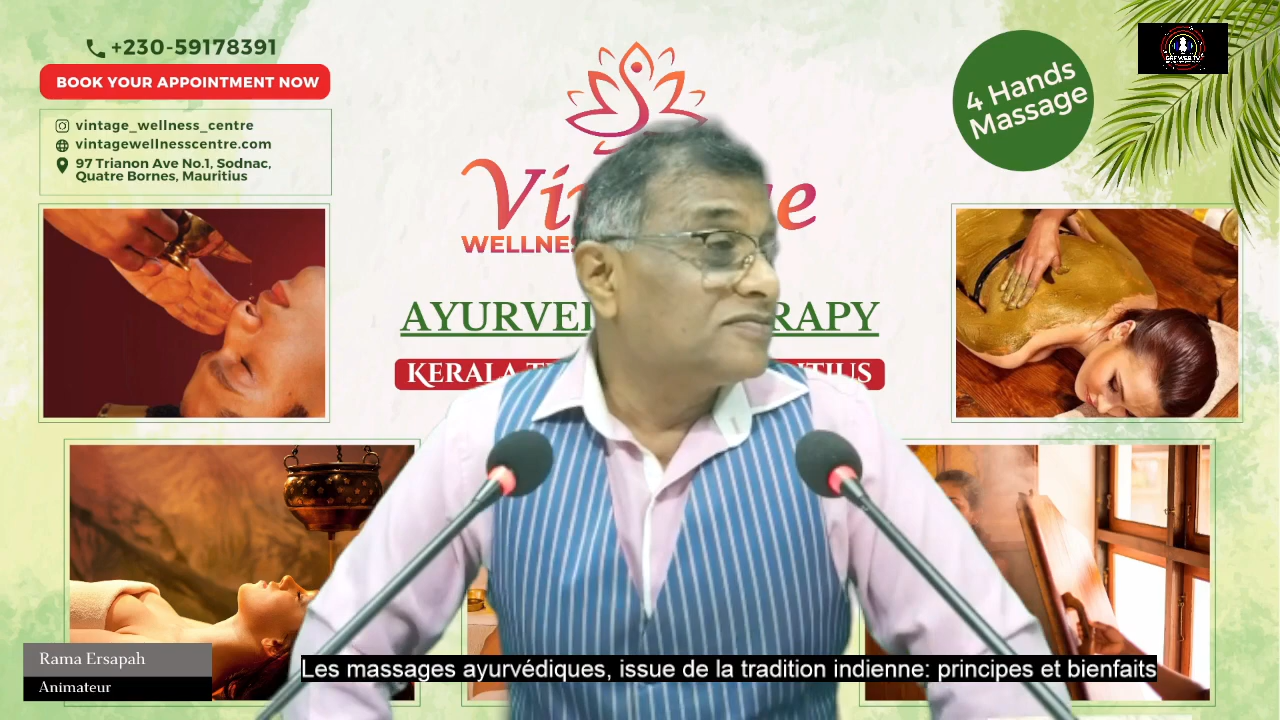 +230-59178391
BOOK YOUR APPOINTMENT NOW
vintage_wellness_centre
vintagewellnesscentre.com
97 Trianon Ave No.1, Sodnac,
Quatre Bornes, Mauritius
4 Hands
Massage
Rama Ersapah
Animateur
Les massages ayurvédiques, issue de la tradition indienne: principes et bienfaits